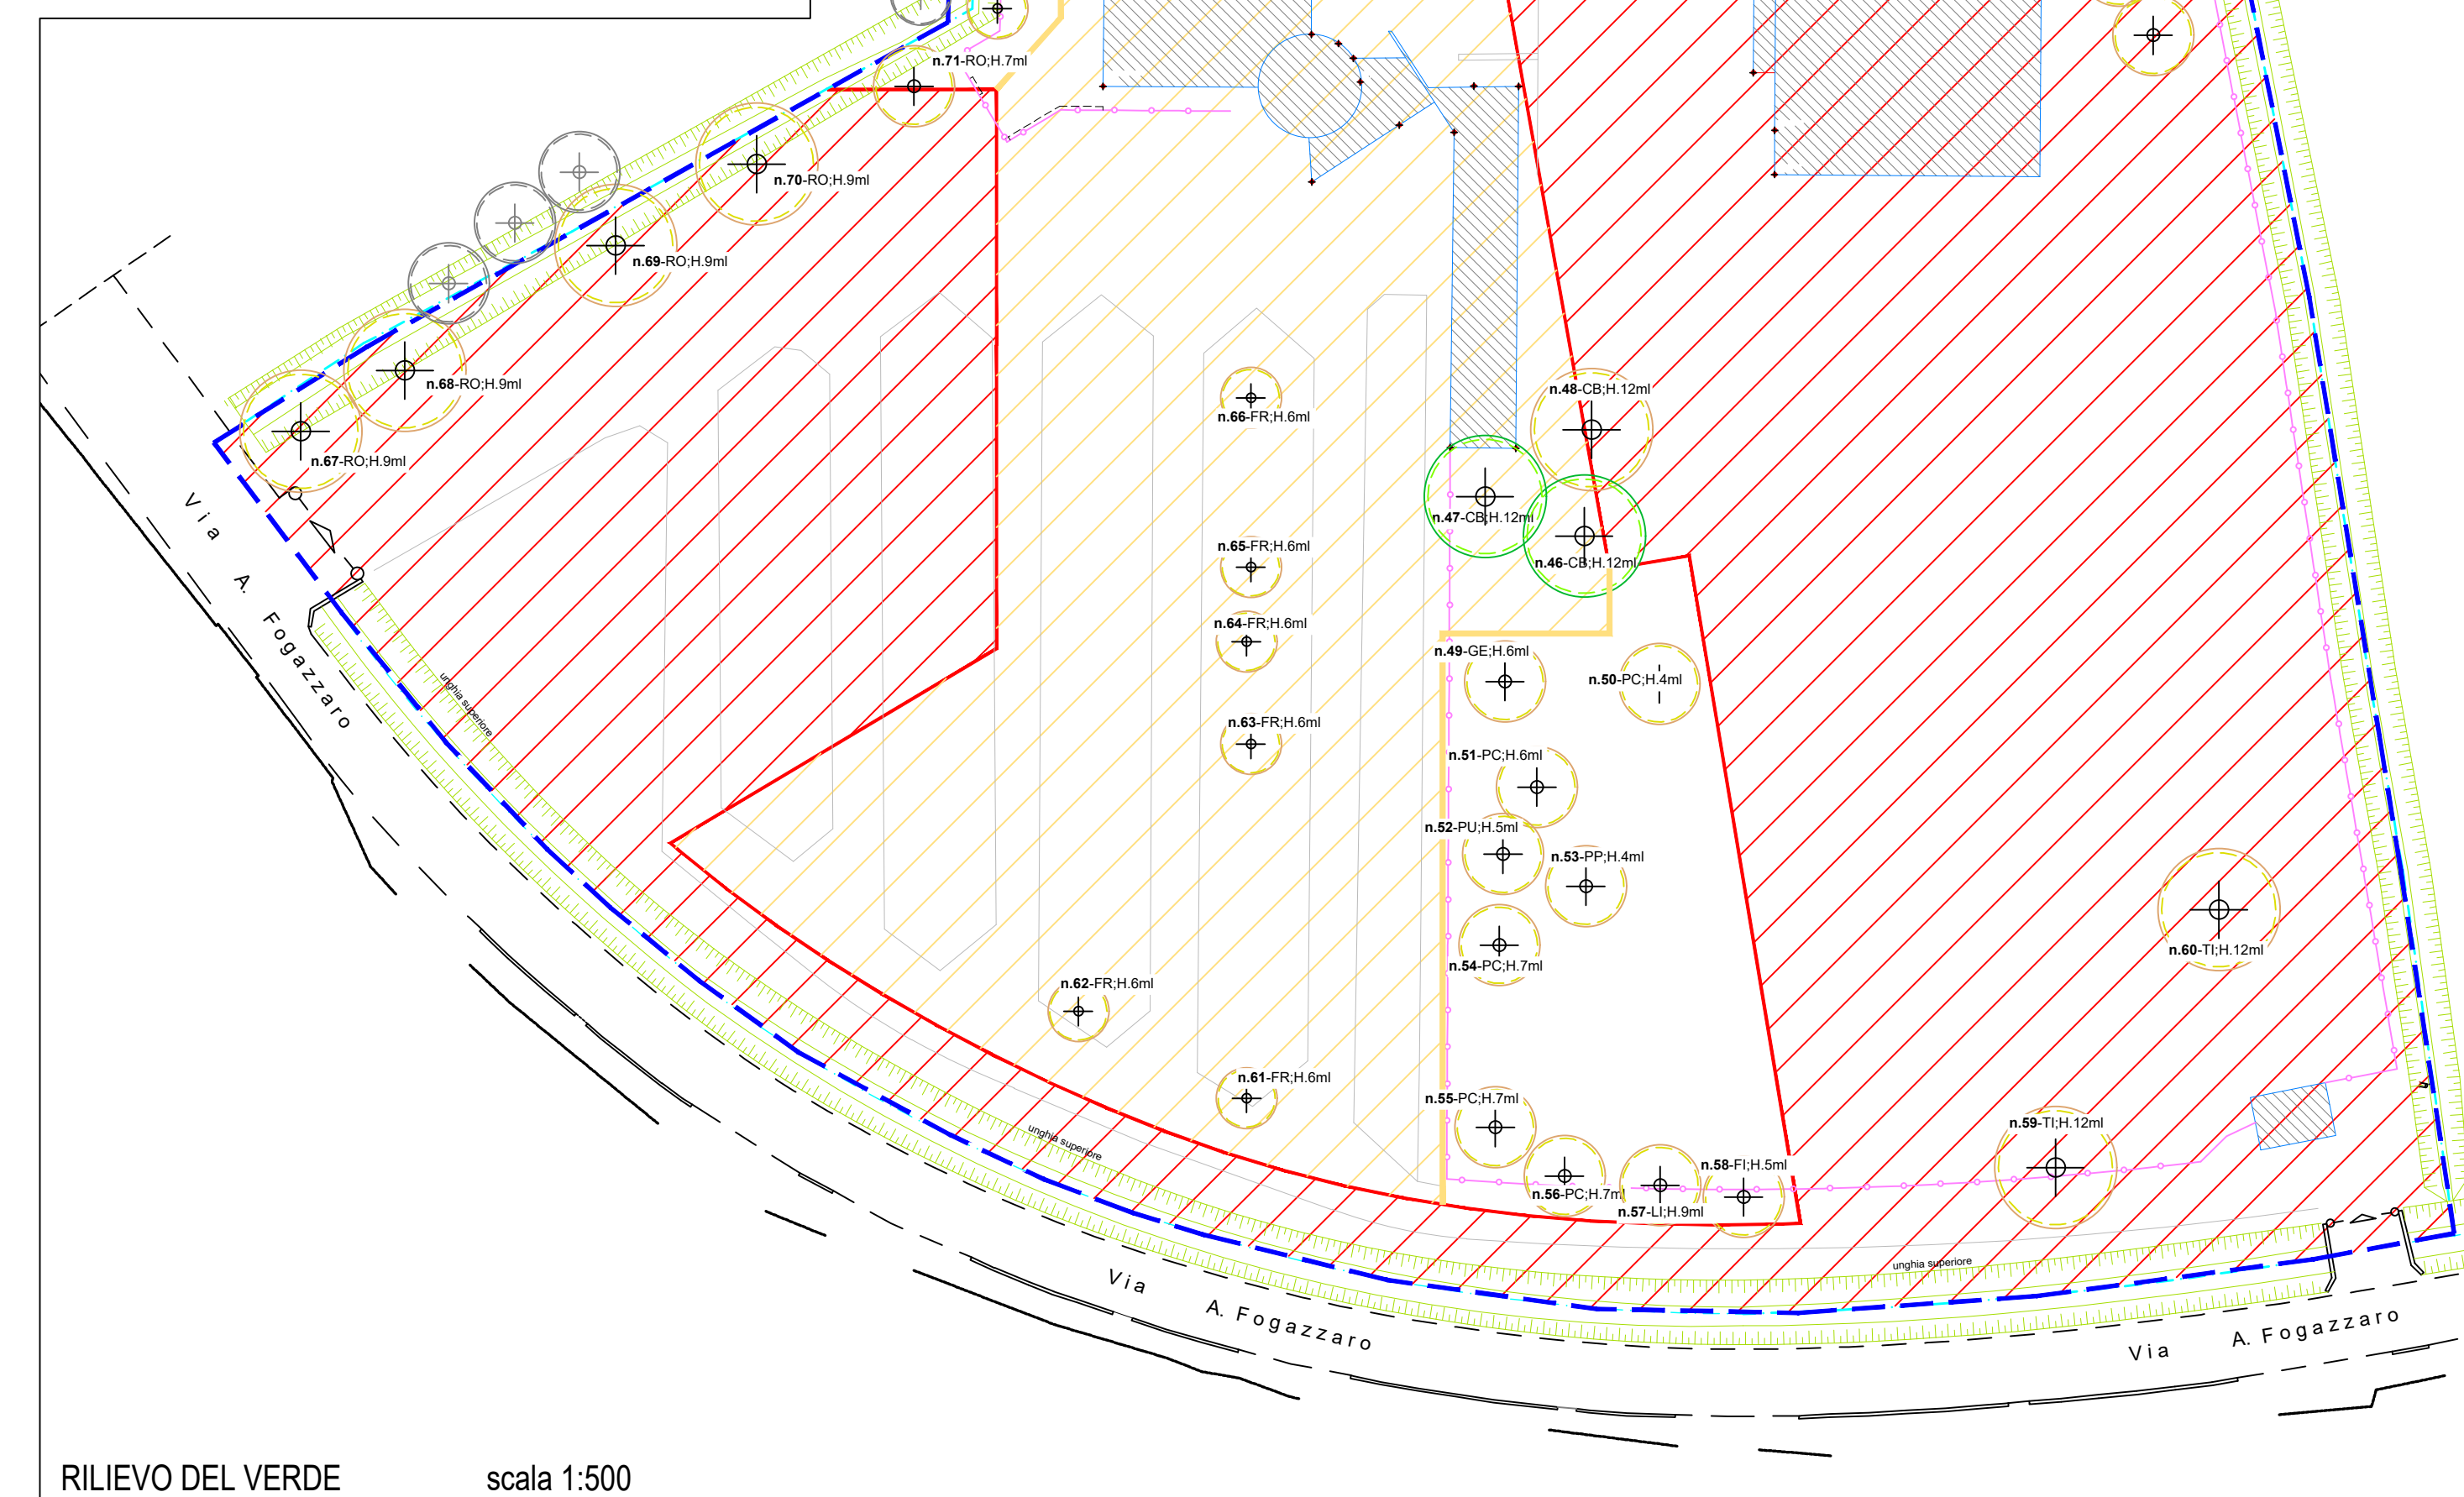 n.71-RO;H.7ml
n.70-RO;H.9ml
n.69-RO;H.9ml
n.68-RO;H.9ml
n.67-RO;H.9ml
n.66-FR;H.6ml
n.48-CB;H.12ml
n.47-CB;H.12ml
n.65-FR;H.6ml
n.46-CB;H.12ml
n.64-FR;H.6ml
n.49-GE;H.6ml
n.50-PC;H.4ml
n.63-FR;H.6ml
n.51-PC;H.6ml
n.52-PU;H.5ml
n.53-PP;H.4ml
n.54-PC;H.7ml
n.60-TI;H.12ml
n.62-FR;H.6ml
n.61-FR;H.6ml
n.55-PC;H.7ml
n.59-TI;H.12ml
n.58-FI;H.5ml
n.56-PC;H.7ml
n.57-LI;H.9ml
Via A. Fogazzaro
unghia superiore
unghia superiore
unghia superiore
Via A. Fogazzaro
Via A. Fogazzaro
RILIEVO DEL VERDE scala 1:500